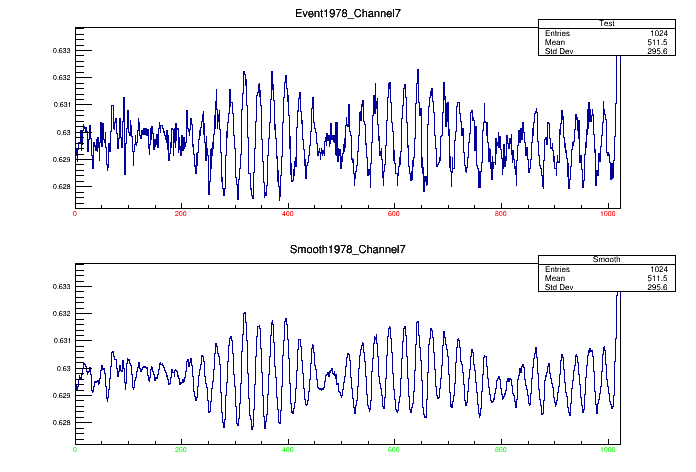 Event1978_Channel7
Test
Entries 1024
Mean 511.5
Std Dev 295.6
0.633
0.632
0.631
0.63
0.629
0.628
0 200 400 600 800 1000
Smooth1978_Channel7
Smooth
Entries 1024
Mean 511.5
Std Dev 295.6
0.633
0.632
0.631
0.63
0.629
0.628
0 200 400 600 800 1000